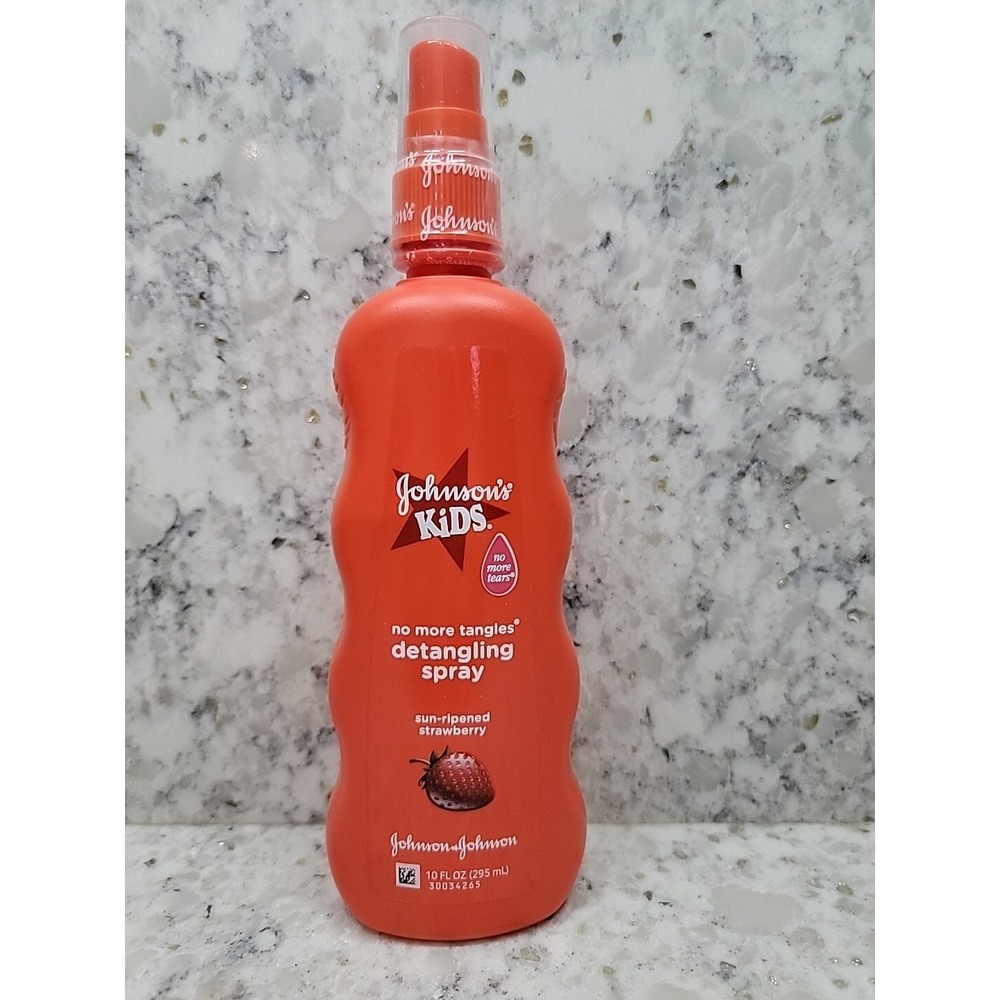 Johnson's
Johnson's
Johnson's®
KiDS®
no
more
tears®
no more tangles®
detangling
spray
sun-ripened
strawberry
Johnson & Johnson
10 FL OZ (295 mL)
30034265